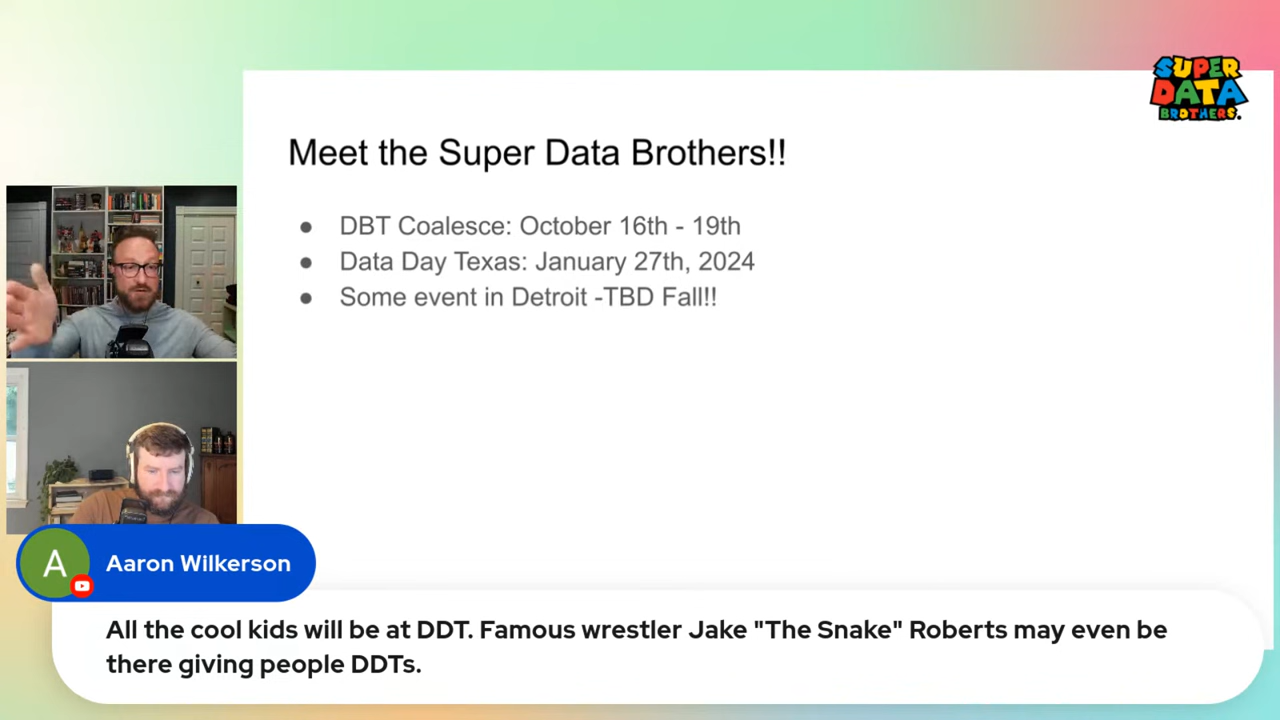 SUPER
DATA
BROTHERS.
Meet the Super Data Brothers!!
● DBT Coalesce: October 16th - 19th
● Data Day Texas: January 27th, 2024
● Some event in Detroit -TBD Fall!!
A
Aaron Wilkerson
All the cool kids will be at DDT. Famous wrestler Jake "The Snake" Roberts may even be
there giving people DDTs.